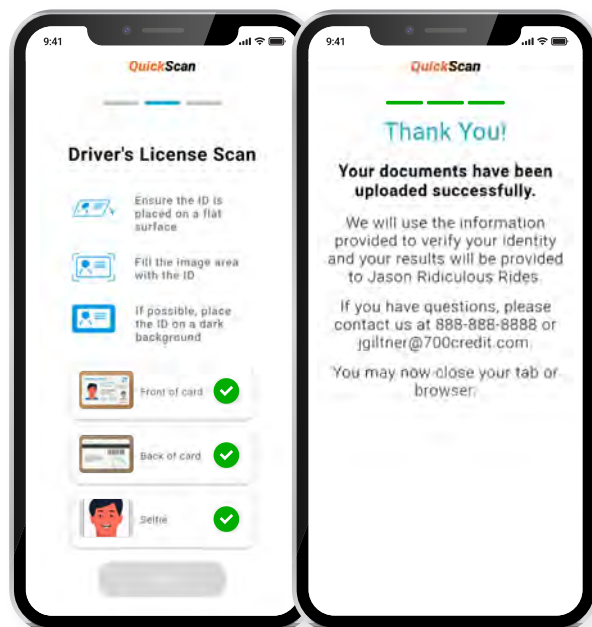 9:41
QuickScan
Driver's License Scan
Ensure the ID is
placed on a flat
surface
Fill the image area
with the ID
If possible, place
the ID on a dark
background
Front of card
Back of card
Selfie
9:41
QuickScan
Thank You!
Your documents have been
uploaded successfully.
We will use the information
provided to verify your identity
and your results will be provided
to Jason Ridiculous Rides.
If you have questions, please
contact us at 888-888-8888 or
jgiltner@700credit.com.
You may now close your tab or
browser.